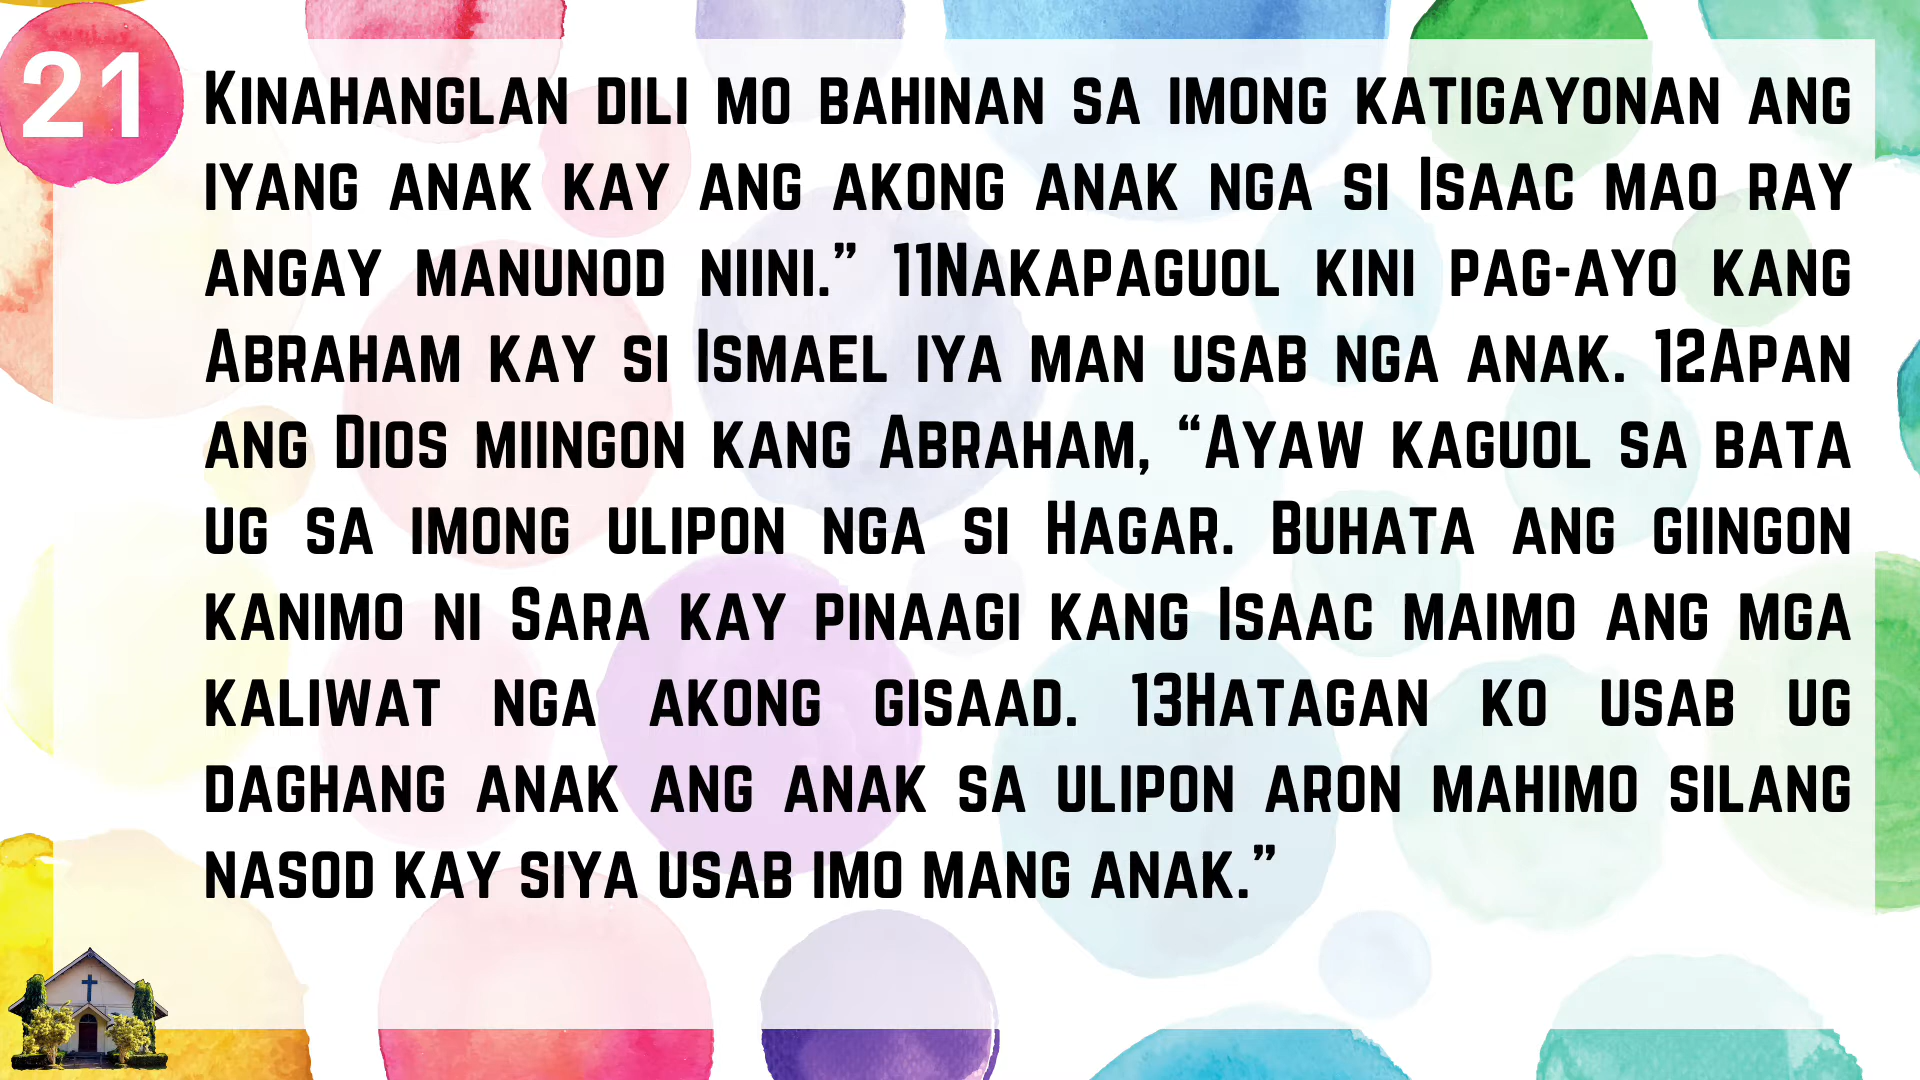 21
Kinahanglan dili mo bahinan sa imong katigayonan ang
iyang anak kay ang akong anak nga si Isaac mao ray
angay manunod niini.” 11Nakapaguol kini pag-ayo kang
Abraham kay si Ismael iya man usab nga anak. 12Apan
ang Dios miingon kang Abraham, “Ayaw kaguol sa bata
ug sa imong ulipon nga si Hagar. Buhata ang giingon
kanimo ni Sara kay pinaagi kang Isaac maimo ang mga
kaliwat nga akong gisaad. 13Hatagan ko usab ug
daghang anak ang anak sa ulipon aron mahimo silang
nasod kay siya usab imo mang anak.”